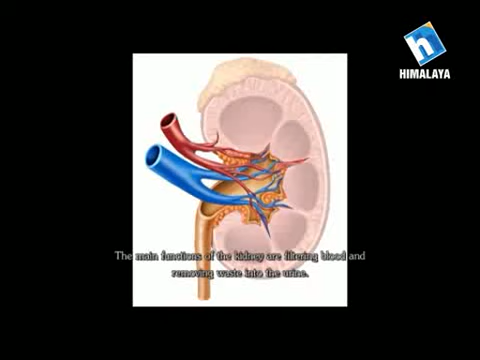 h
HIMALAYA
The main functions of the kidney are filtering blood and
removing waste into the urine.